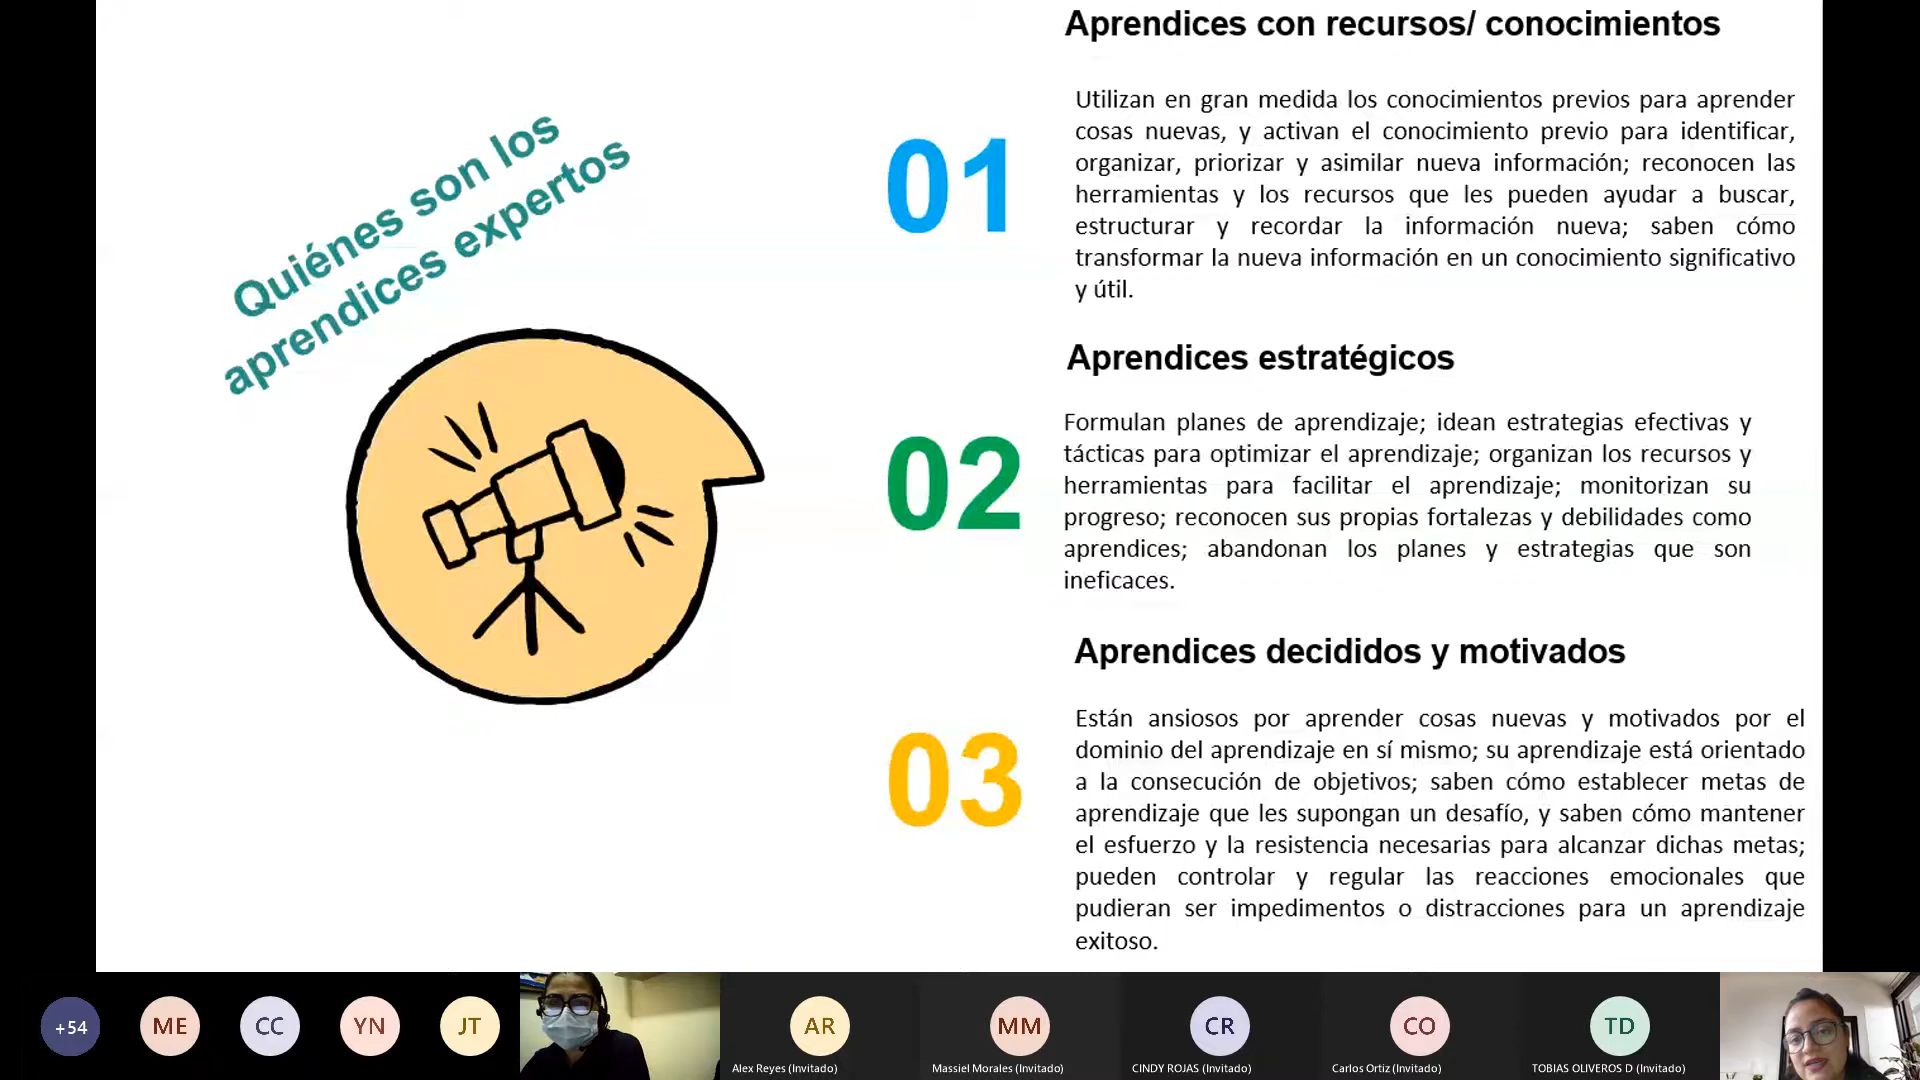 Quiénes son los
aprendices expertos
01
Aprendices con recursos/ conocimientos
Utilizan en gran medida los conocimientos previos para aprender
cosas nuevas, y activan el conocimiento previo para identificar,
organizar, priorizar y asimilar nueva información; reconocen las
herramientas y los recursos que les pueden ayudar a buscar,
estructurar y recordar la información nueva; saben cómo
transformar la nueva información en un conocimiento significativo
y útil.
02
Aprendices estratégicos
Formulan planes de aprendizaje; idean estrategias efectivas y
tácticas para optimizar el aprendizaje; organizan los recursos y
herramientas para facilitar el aprendizaje; monitorizan su
progreso; reconocen sus propias fortalezas y debilidades como
aprendices; abandonan los planes y estrategias que son
ineficaces.
03
Aprendices decididos y motivados
Están ansiosos por aprender cosas nuevas y motivados por el
dominio del aprendizaje en sí mismo; su aprendizaje está orientado
a la consecución de objetivos; saben cómo establecer metas de
aprendizaje que les supongan un desafío, y saben cómo mantener
el esfuerzo y la resistencia necesarias para alcanzar dichas metas;
pueden controlar y regular las reacciones emocionales que
pudieran ser impedimentos o distracciones para un aprendizaje
exitoso.
+54
ME
CC
YN
JT
AR
Alex Reyes (Invitado)
MM
Massiel Morales (Invitado)
CR
CINDY ROJAS (Invitado)
CO
Carlos Ortiz (Invitado)
TD
TOBIAS OLIVEROS D (Invitado)